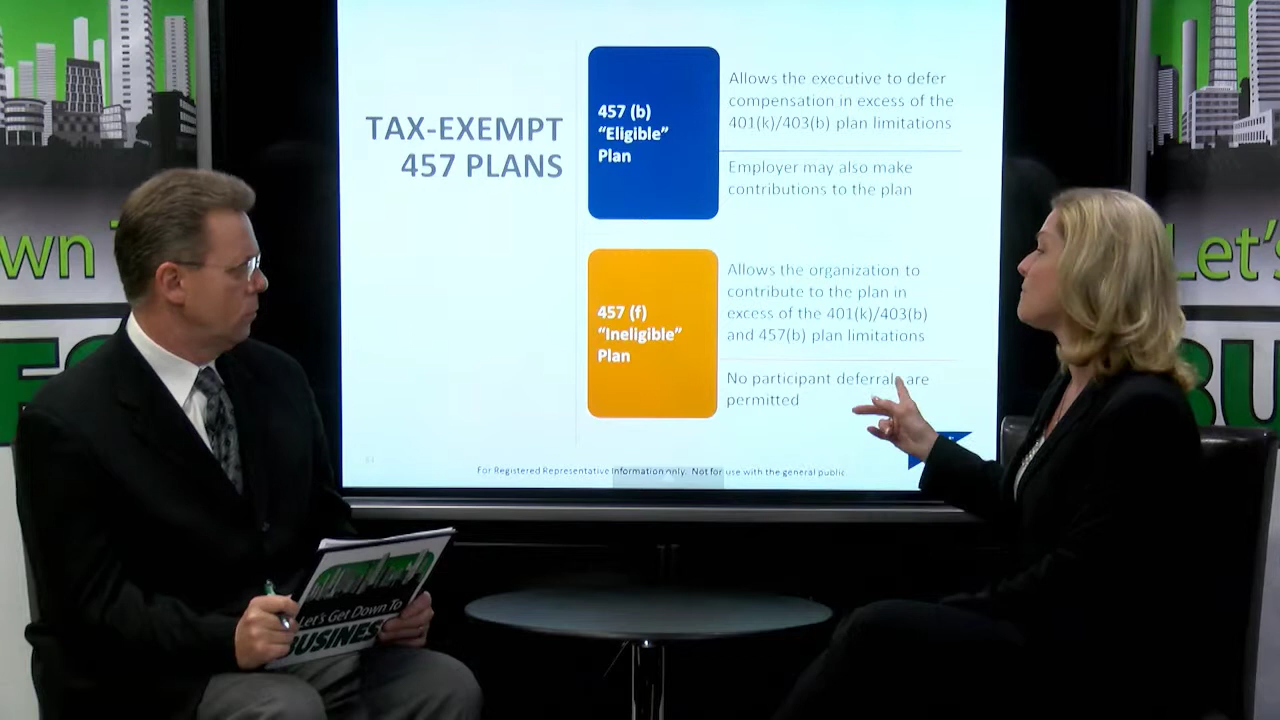 TAX-EXEMPT
457 PLANS
457 (b)
“Eligible”
Plan
Allows the executive to defer
compensation in excess of the
401(k)/403(b) plan limitations
Employer may also make
contributions to the plan
457 (f)
“Ineligible”
Plan
Allows the organization to
contribute to the plan in
excess of the 401(k)/403(b)
and 457(b) plan limitations
No participant deferrals are
permitted
For Registered Representative Information only. Not for use with the general public
wn
Let's
BU
Let's Get Down To
BUSINESS